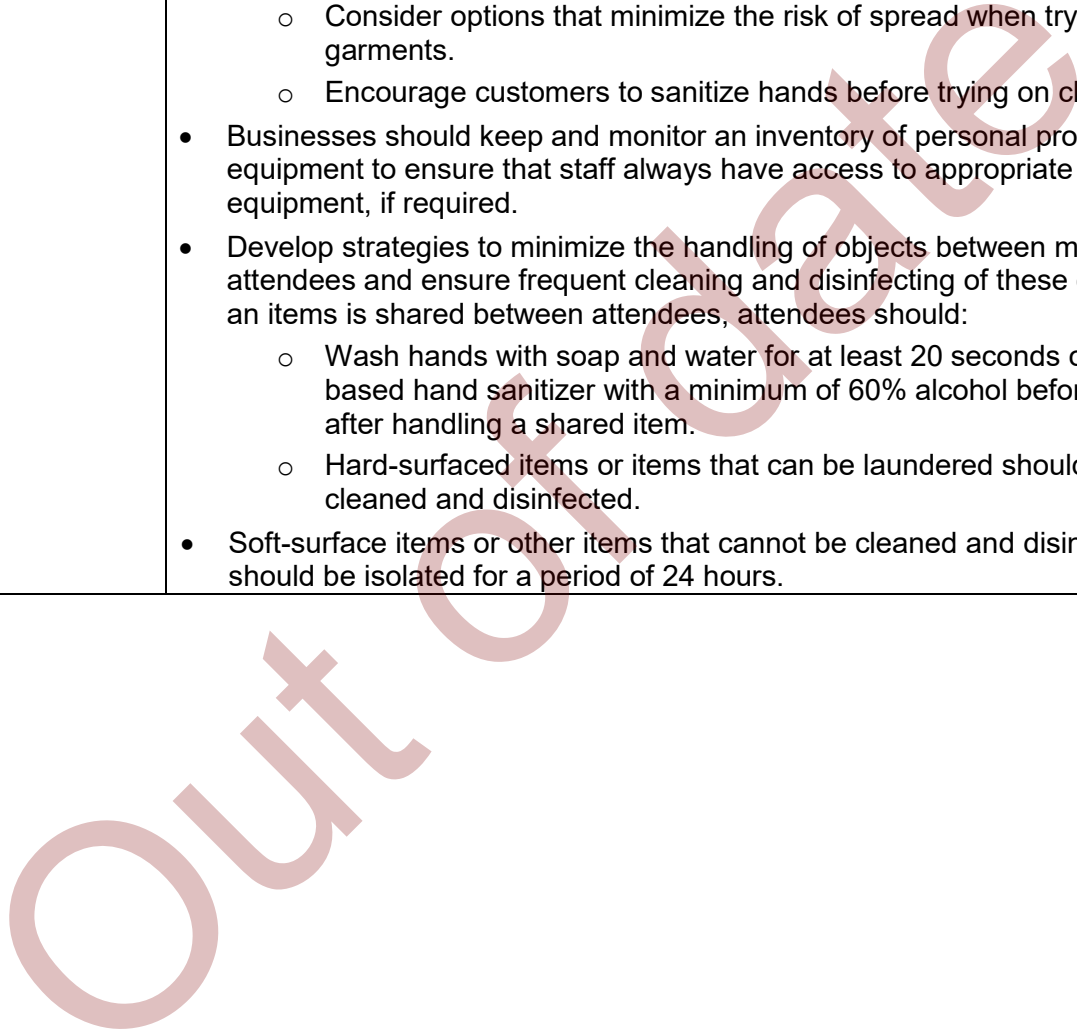 o Consider options that minimize the risk of spread when try
garments.
o Encourage customers to sanitize hands before trying on cl
• Businesses should keep and monitor an inventory of personal pro
equipment to ensure that staff always have access to appropriate
equipment, if required.
• Develop strategies to minimize the handling of objects between m
attendees and ensure frequent cleaning and disinfecting of these
an items is shared between attendees, attendees should:
o Wash hands with soap and water for at least 20 seconds o
based hand sanitizer with a minimum of 60% alcohol befor
after handling a shared item.
o Hard-surfaced items or items that can be laundered should
cleaned and disinfected.
• Soft-surface items or other items that cannot be cleaned and disin
should be isolated for a period of 24 hours.
Out of date